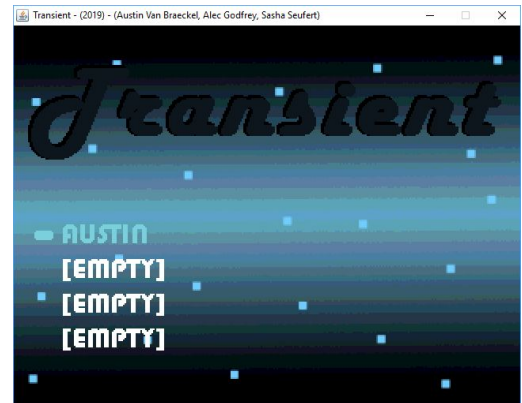 Transient - (2019) - (Austin Van Braeckel, Alec Godfrey, Sasha Seufert)
Transient
AUSTIN
[EMPTY]
[EMPTY]
[EMPTY]